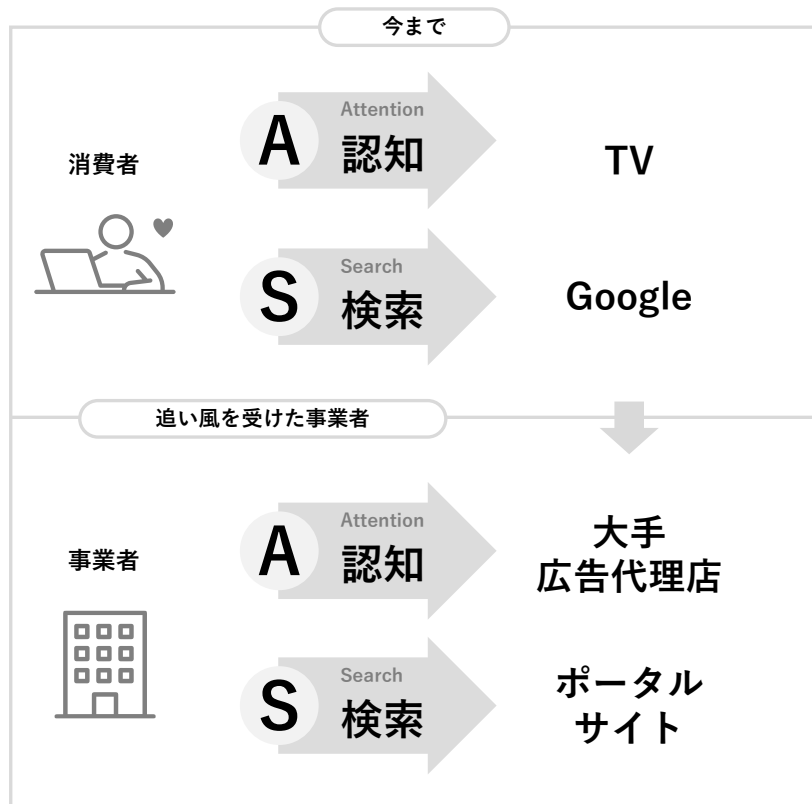 今まで
消費者
A
Attention
認知
TV
S
Search
検索
Google
追い風を受けた事業者
事業者
A
Attention
認知
大手
広告代理店
S
Search
検索
ポータル
サイト